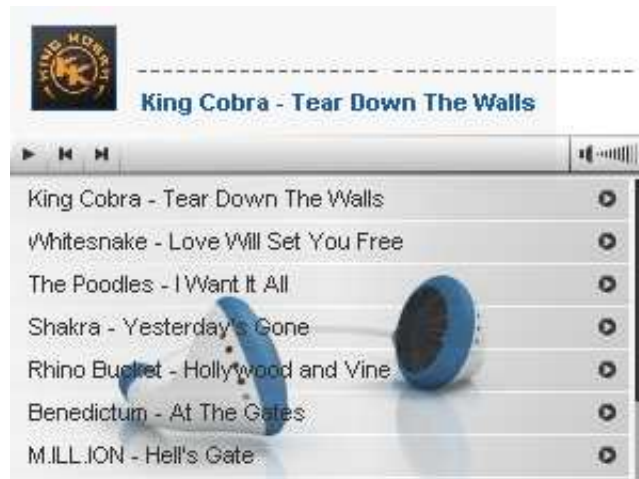 KING KOBRA
King Cobra - Tear Down The Walls
King Cobra - Tear Down The Walls
Whitesnake - Love Will Set You Free
The Poodles - I Want It All
Shakra - Yesterday's Gone
Rhino Bucket - Hollywood and Vine
Benedictum - At The Gates
M.ILL.ION - Hell's Gate